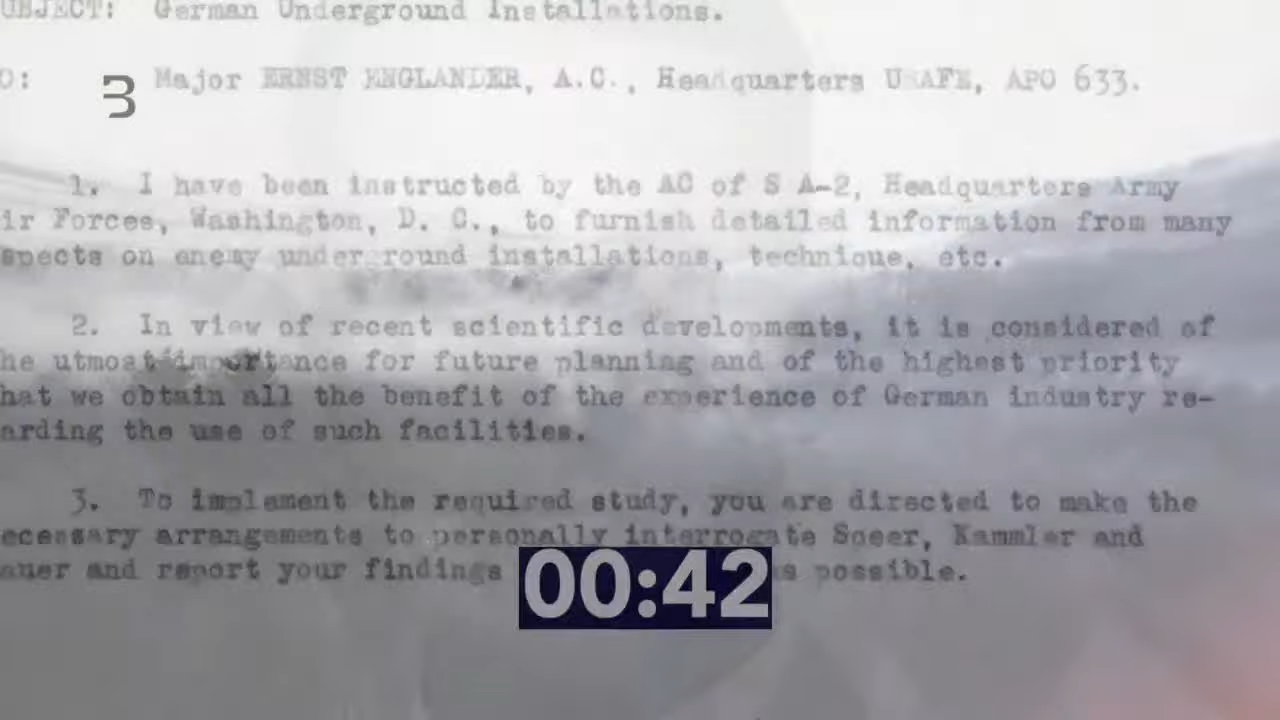 UBJECT: German Underground Installations.
O: Major ERNST ENGLANDER, A.C., Headquarters USAFE, APO 633.
3
1. I have been instructed by the AC of S A-2, Headquarters Army
ir Forces, Washington, D. C., to furnish detailed information from many
spects on enemy underground installations, technique, etc.
2. In view of recent scientific developments, it is considered of
he utmost importance for future planning and of the highest priority
hat we obtain all the benefit of the experience of German industry re-
arding the use of such facilities.
3. To implement the required study, you are directed to make the
ecessary arrangements to personally interrogate Speer, Kammler and
auer and report your findings s possible.
00:42